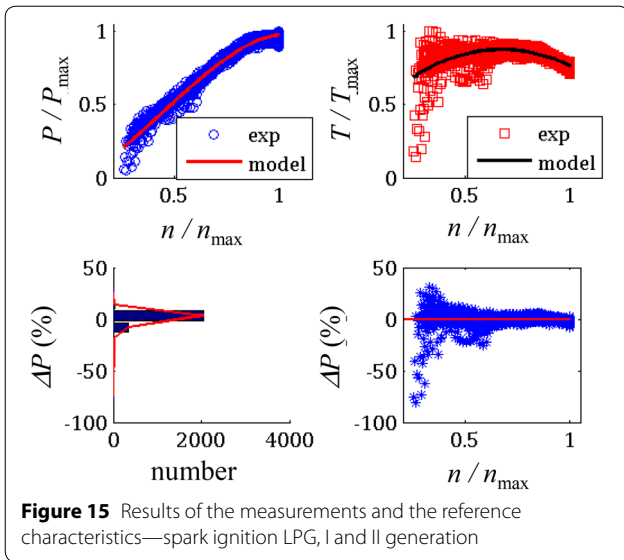 P / Pmax
1
0.5
0
exp
model
0.5
1
n / nmax
T / Tmax
1
0.5
0
exp
model
0.5
1
n / nmax
ΔP (%)
50
0
-50
-100
0
2000
4000
number
ΔP (%)
50
0
-50
-100
0.5
1
n / nmax
Figure 15 Results of the measurements and the reference
characteristics—spark ignition LPG, I and II generation